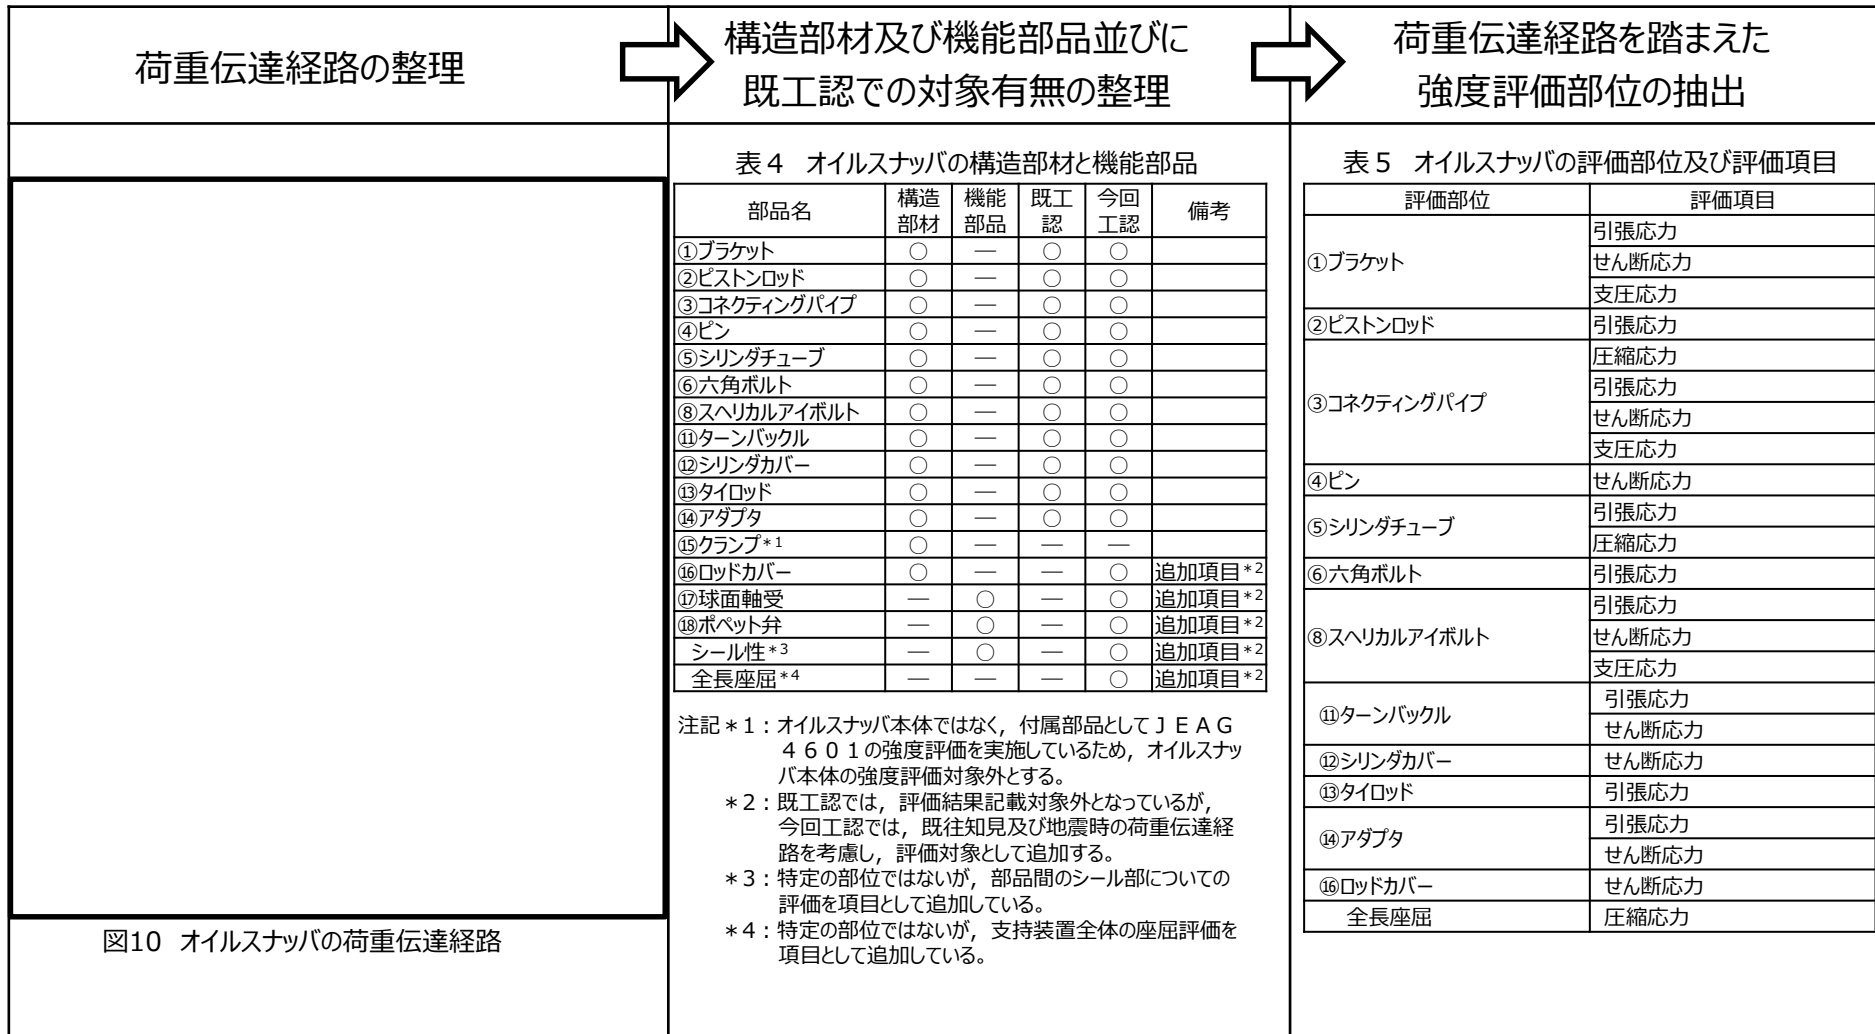 荷重伝達経路の整理
構造部材及び機能部品並びに
既工認での対象有無の整理
荷重伝達経路を踏まえた
強度評価部位の抽出
図10 オイルスナッバの荷重伝達経路
表4 オイルスナッバの構造部材と機能部品
部品名 構造部材 機能部品 既工認 今回工認 備考
①ブラケット ○ ― ○ ○
②ピストンロッド ○ ― ○ ○
③コネクティングパイプ ○ ― ○ ○
④ピン ○ ― ○ ○
⑤シリンダチューブ ○ ― ○ ○
⑥六角ボルト ○ ― ○ ○
⑧スヘリカルアイボルト ○ ― ○ ○
⑪ターンバックル ○ ― ○ ○
⑫シリンダカバー ○ ― ○ ○
⑬タイロッド ○ ― ○ ○
⑭アダプタ ○ ― ○ ○
⑮クランプ*1 ○ ― ― ―
⑯ロッドカバー ○ ― ― ○ 追加項目*2
⑰球面軸受 ― ○ ― ○ 追加項目*2
⑱ポペット弁 ― ○ ― ○ 追加項目*2
シール性*3 ― ○ ― ○ 追加項目*2
全長座屈*4 ― ― ― ○ 追加項目*2
注記*1：オイルスナッバ本体ではなく，付属部品としてＪＥＡＧ
４６０１の強度評価を実施しているため，オイルスナッ
バ本体の強度評価対象外とする。
*2：既工認では，評価結果記載対象外となっているが，
今回工認では，既往知見及び地震時の荷重伝達経
路を考慮し，評価対象として追加する。
*3：特定の部位ではないが，部品間のシール部についての
評価を項目として追加している。
*4：特定の部位ではないが，支持装置全体の座屈評価を
項目として追加している。
表5 オイルスナッバの評価部位及び評価項目
評価部位 評価項目
①ブラケット 引張応力
せん断応力
支圧応力
②ピストンロッド 引張応力
③コネクティングパイプ 圧縮応力
引張応力
せん断応力
支圧応力
④ピン せん断応力
⑤シリンダチューブ 引張応力
圧縮応力
⑥六角ボルト 引張応力
⑧スヘリカルアイボルト 引張応力
せん断応力
支圧応力
⑪ターンバックル 引張応力
せん断応力
⑫シリンダカバー せん断応力
⑬タイロッド 引張応力
⑭アダプタ 引張応力
せん断応力
⑯ロッドカバー せん断応力
全長座屈 圧縮応力